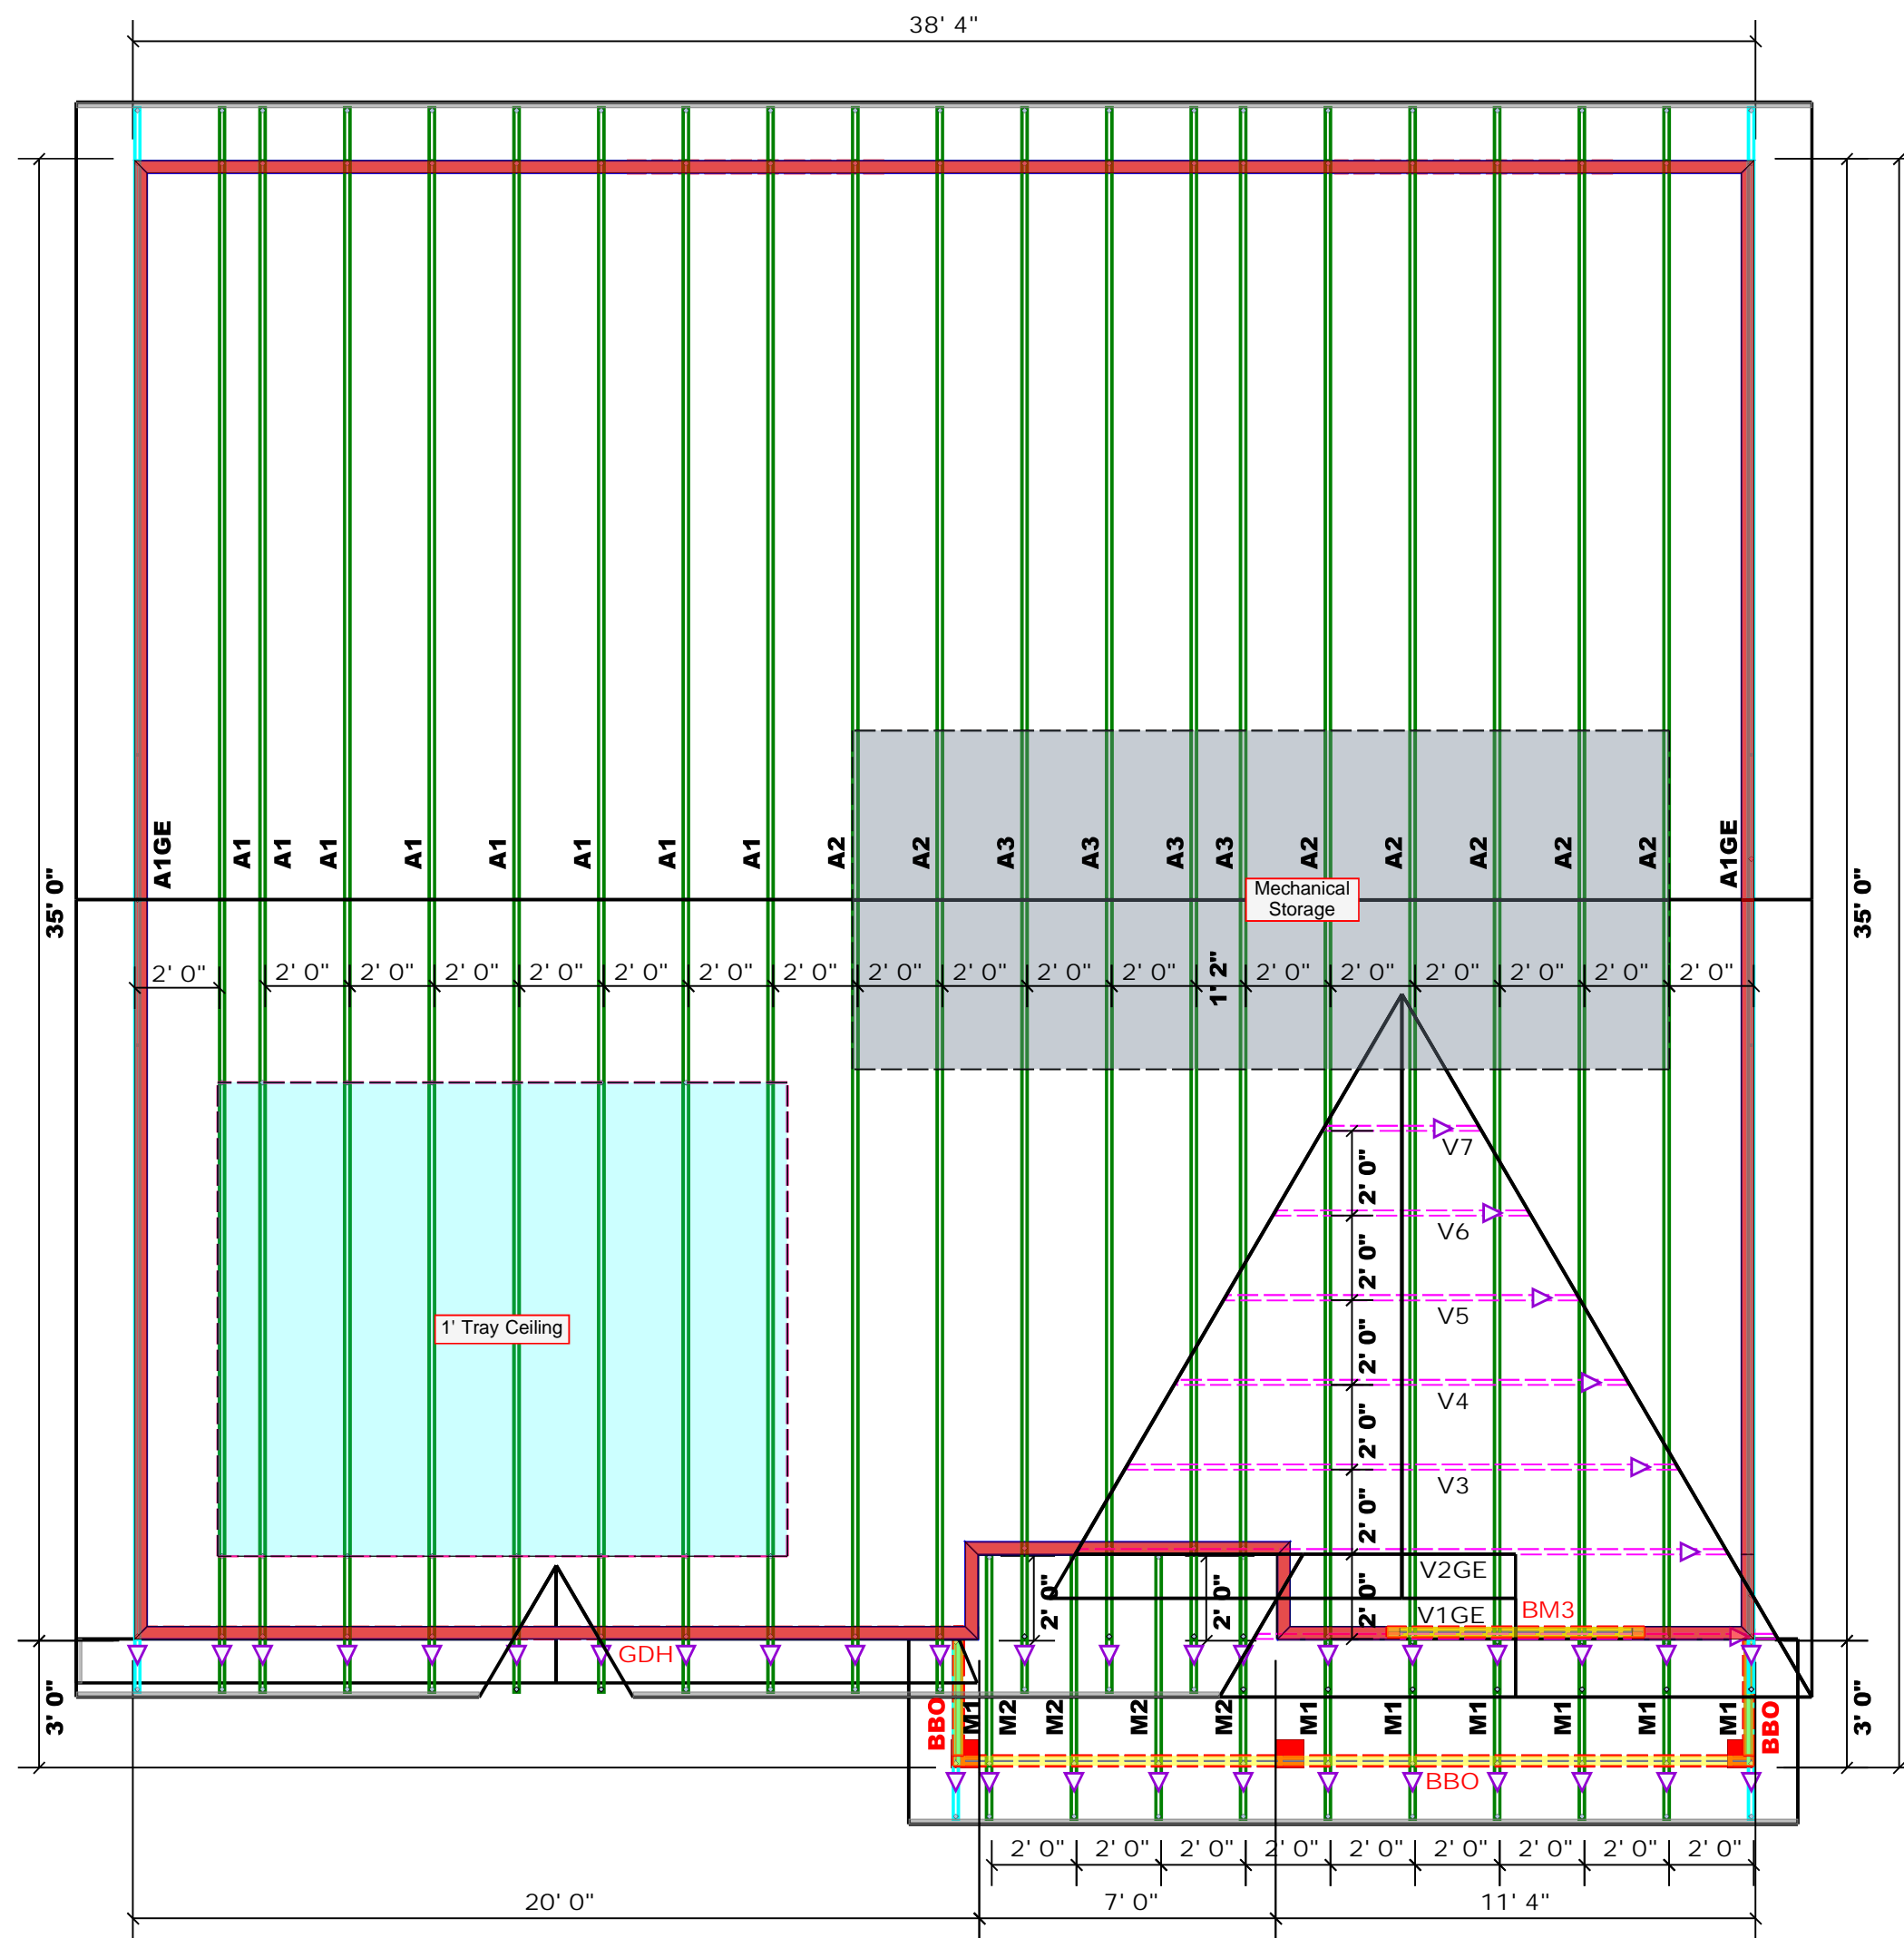 38' 4"
A1GE
A1
A1
A1
A1
A1
A1
A1
A1
A2
A2
A3
A3
A3
A3
A2
A2
A2
A2
A2
A1GE
Mechanical
Storage
35' 0"
35' 0"
2' 0"
2' 0"
2' 0"
2' 0"
2' 0"
2' 0"
2' 0"
2' 0"
2' 0"
2' 0"
2' 0"
2' 0"
1' 2"
2' 0"
2' 0"
2' 0"
2' 0"
2' 0"
2' 0"
V7
2' 0"
V6
2' 0"
1' Tray Ceiling
V5
2' 0"
V4
2' 0"
V3
2' 0"
V2GE
2' 0"
2' 0"
2' 0"
V1GE
BM3
GDH
3' 0"
BBO
M1
M2
M2
M2
M2
M1
M1
M1
M1
M1
M1
BBO
3' 0"
BBO
2' 0"
2' 0"
2' 0"
2' 0"
2' 0"
2' 0"
2' 0"
2' 0"
2' 0"
20' 0"
7' 0"
11' 4"